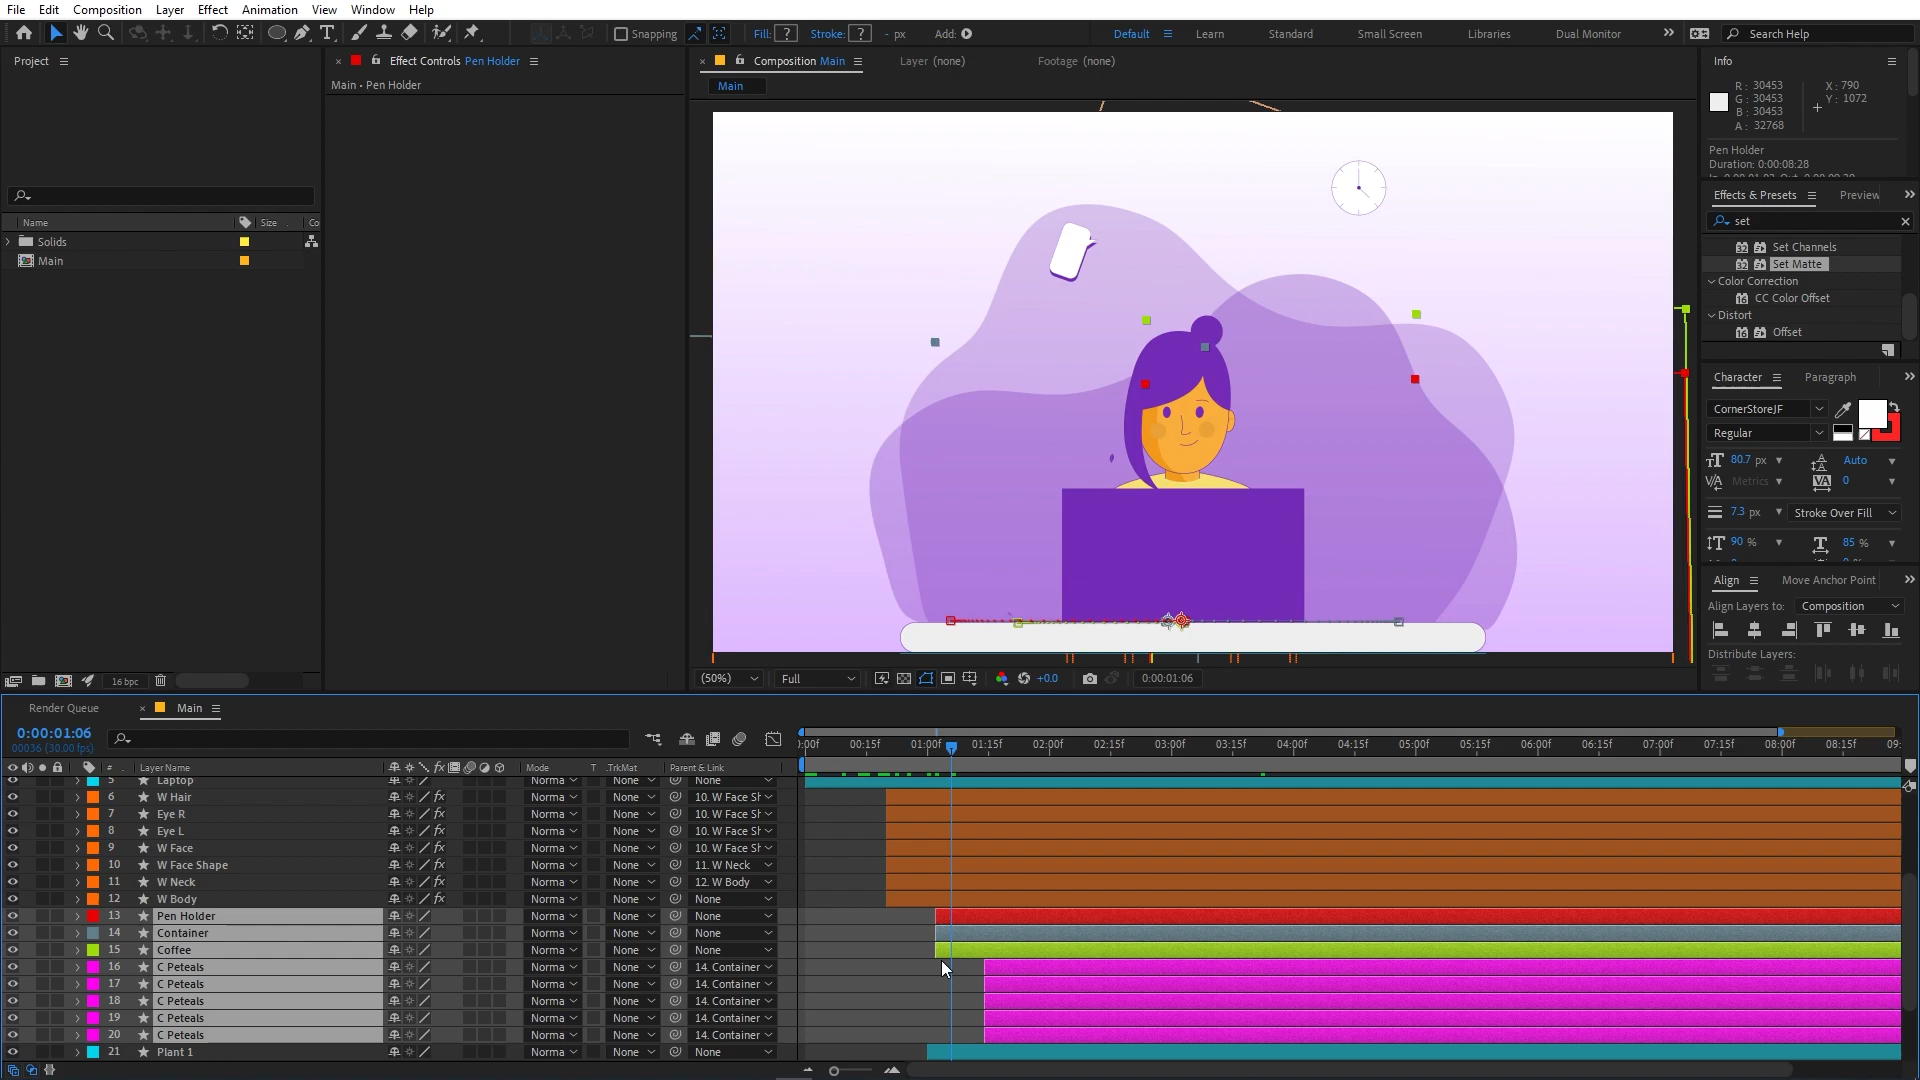 File Edit Composition Layer Effect Animation View Window Help
Snapping Fill: ? Stroke: ? - px Add: Default Learn Standard Small Screen Libraries Dual Monitor Search Help
Project
Effect Controls Pen Holder
Main • Pen Holder
Composition Main Layer (none) Footage (none)
Main
Info
R : 30453
G : 30453
B : 30453
A : 32768
X : 790
Y : 1072
Pen Holder
Duration: 0:00:08:28
Effects & Presets Preview
set
Set Channels
Set Matte
Color Correction
CC Color Offset
Distort
Offset
Name Size Co
Solids
Main
Character Paragraph
CornerStoreJF
Regular
80.7 px Auto
Metrics 0
7.3 px Stroke Over Fill
90 % 85 %
Align Move Anchor Point
Align Layers to: Composition
Distribute Layers:
16 bpc
(50%) Full +0.0 0:00:01:06
Render Queue Main
0:00:01:06
00036 (30.00 fps)
:00f 00:15f 01:00f 01:15f 02:00f 02:15f 03:00f 03:15f 04:00f 04:15f 05:00f 05:15f 06:00f 06:15f 07:00f 07:15f 08:00f 08:15f 09:
# Layer Name Mode T .TrkMat Parent & Link
5 Laptop Norma None None
6 W Hair Norma None 10. W Face Sh
7 Eye R Norma None 10. W Face Sh
8 Eye L Norma None 10. W Face Sh
9 W Face Norma None 10. W Face Sh
10 W Face Shape Norma None 11. W Neck
11 W Neck Norma None 12. W Body
12 W Body Norma None None
13 Pen Holder Norma None None
14 Container Norma None None
15 Coffee Norma None None
16 C Peteals Norma None 14. Container
17 C Peteals Norma None 14. Container
18 C Peteals Norma None 14. Container
19 C Peteals Norma None 14. Container
20 C Peteals Norma None 14. Container
21 Plant 1 Norma None None